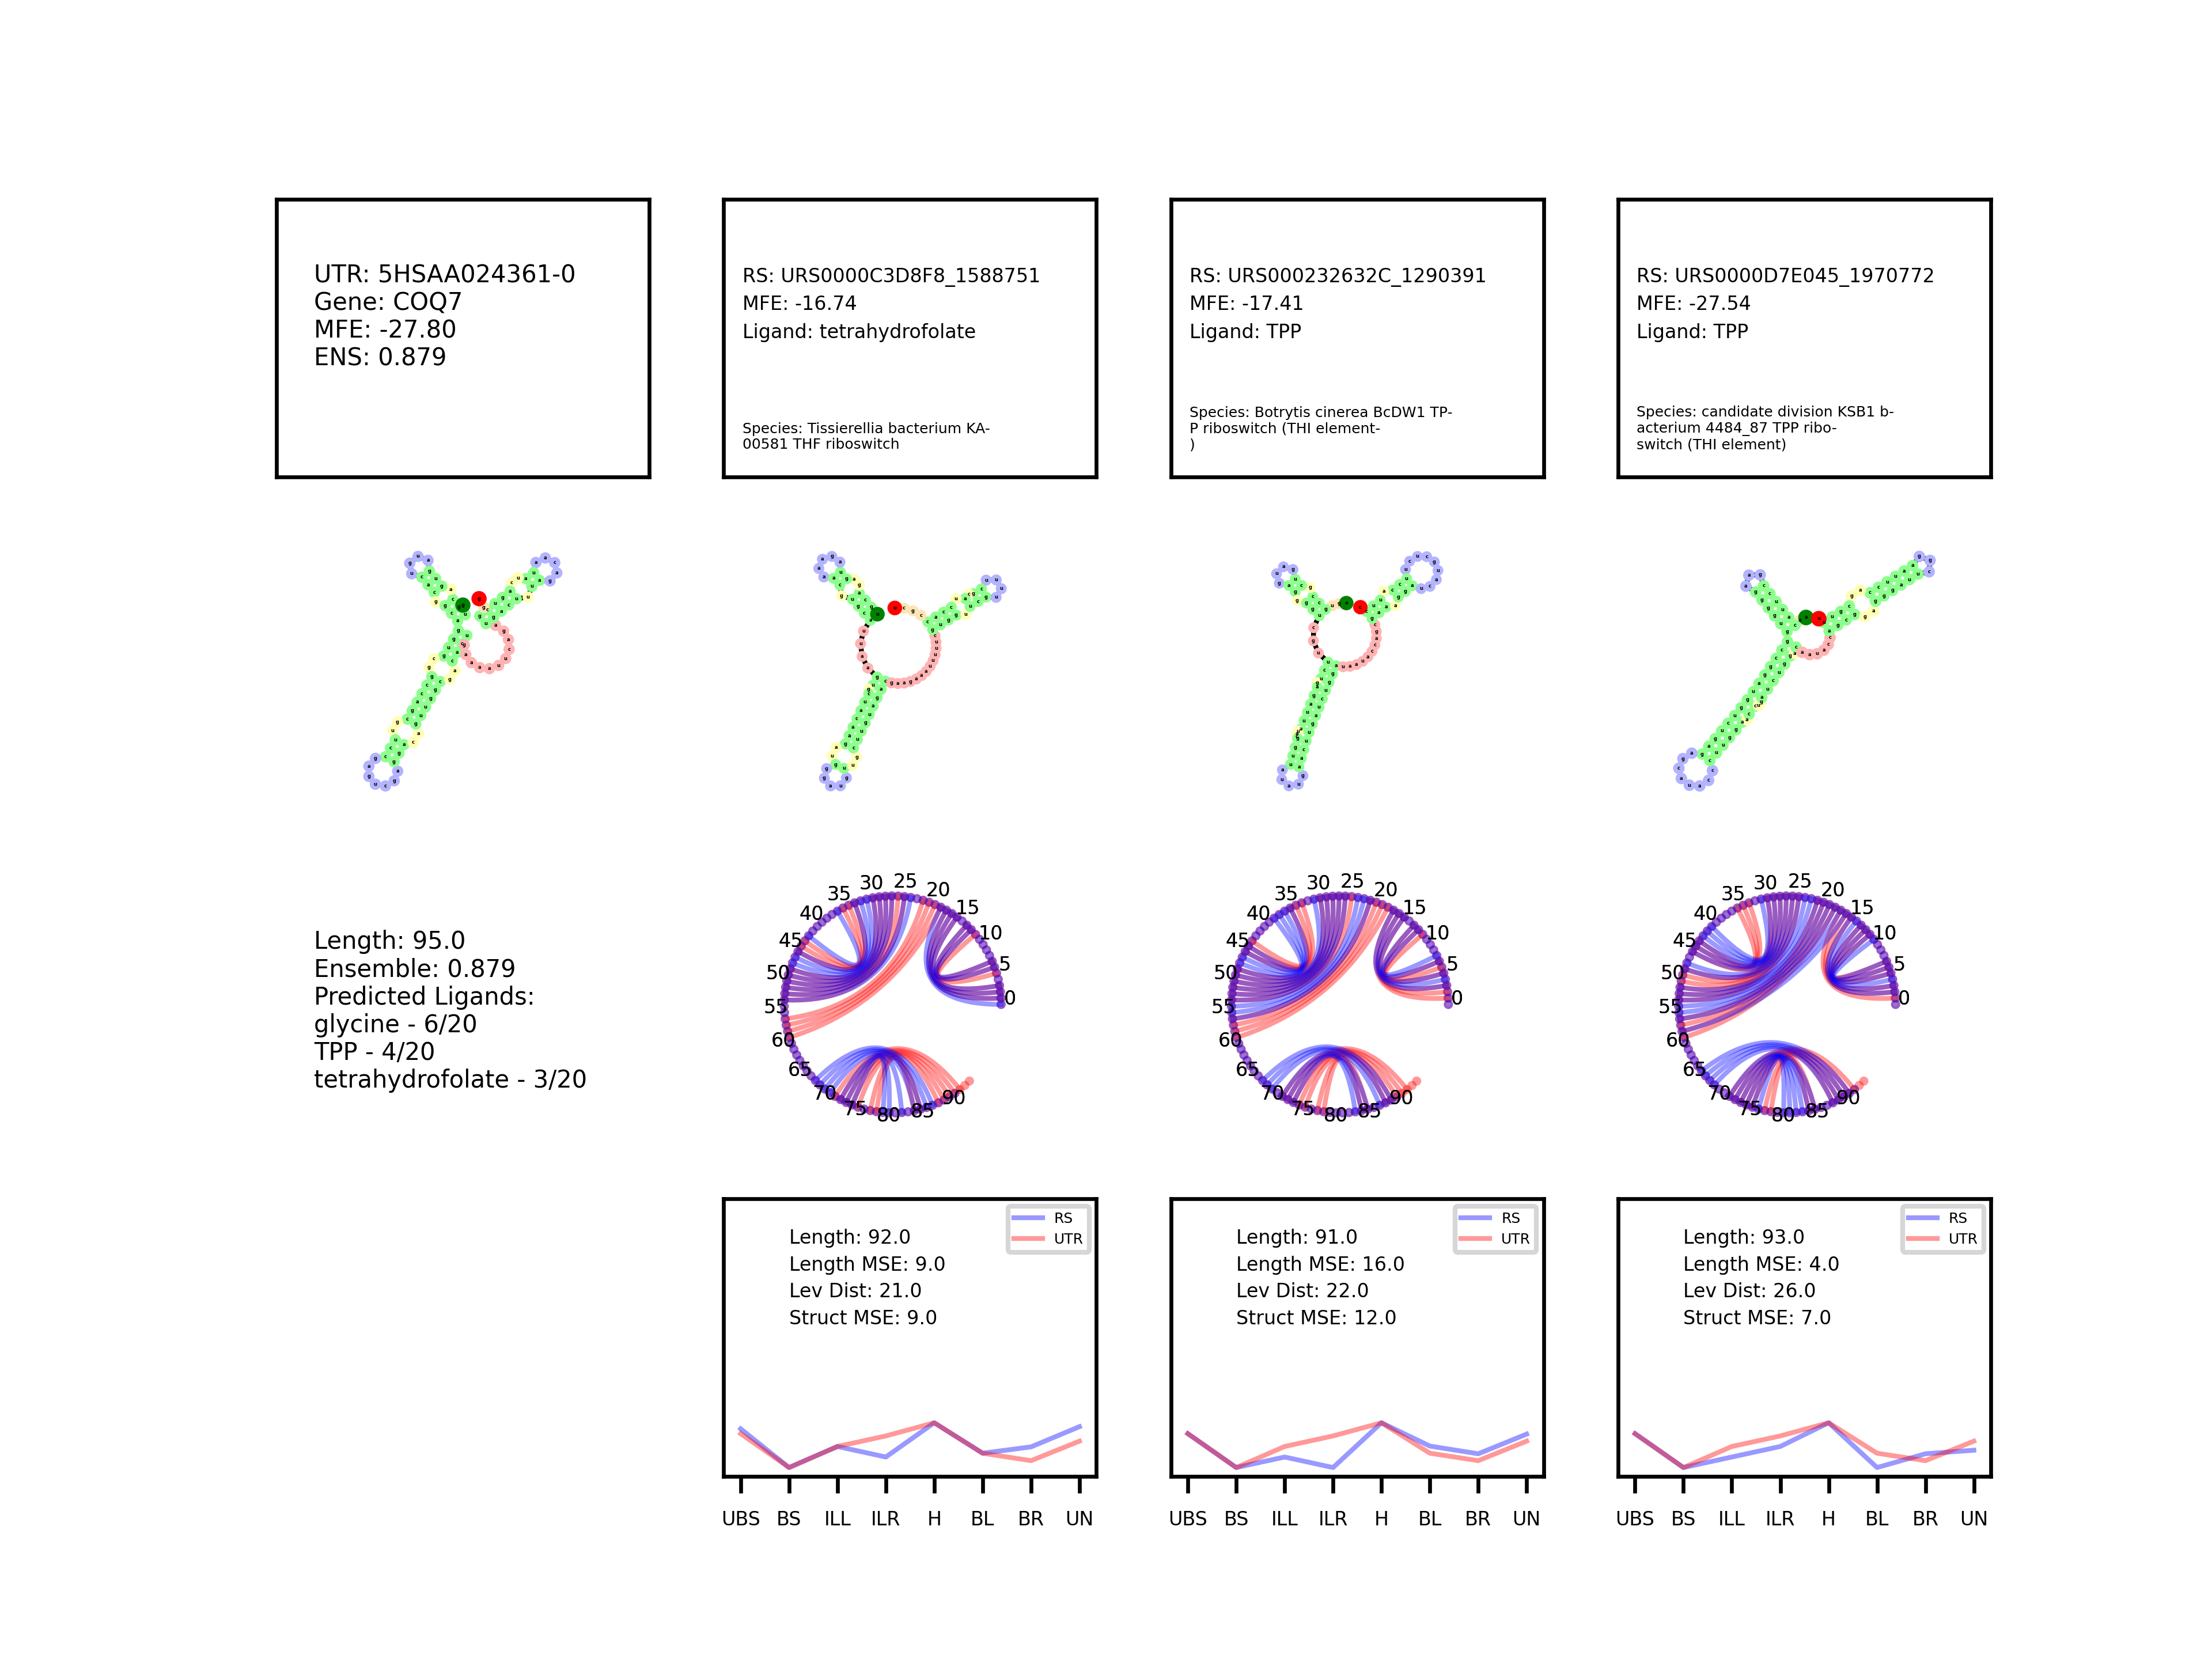 UTR: 5HSAA024361-0
Gene: COQ7
MFE: -27.80
ENS: 0.879
RS: URS0000C3D8F8_1588751
MFE: -16.74
Ligand: tetrahydrofolate
Species: Tissierellia bacterium KA-
00581 THF riboswitch
RS: URS000232632C_1290391
MFE: -17.41
Ligand: TPP
Species: Botrytis cinerea BcDW1 TP-
P riboswitch (THI element-
)
RS: URS0000D7E045_1970772
MFE: -27.54
Ligand: TPP
Species: candidate division KSB1 b-
acterium 4484_87 TPP ribo-
switch (THI element)
Length: 95.0
Ensemble: 0.879
Predicted Ligands:
glycine - 6/20
TPP - 4/20
tetrahydrofolate - 3/20
0 5 10 15 20 25 30 35 40 45 50 55 60 65 70 75 80 85 90
0 5 10 15 20 25 30 35 40 45 50 55 60 65 70 75 80 85 90
0 5 10 15 20 25 30 35 40 45 50 55 60 65 70 75 80 85 90
RS
UTR
Length: 92.0
Length MSE: 9.0
Lev Dist: 21.0
Struct MSE: 9.0
UBS BS ILL ILR H BL BR UN
RS
UTR
Length: 91.0
Length MSE: 16.0
Lev Dist: 22.0
Struct MSE: 12.0
UBS BS ILL ILR H BL BR UN
RS
UTR
Length: 93.0
Length MSE: 4.0
Lev Dist: 26.0
Struct MSE: 7.0
UBS BS ILL ILR H BL BR UN